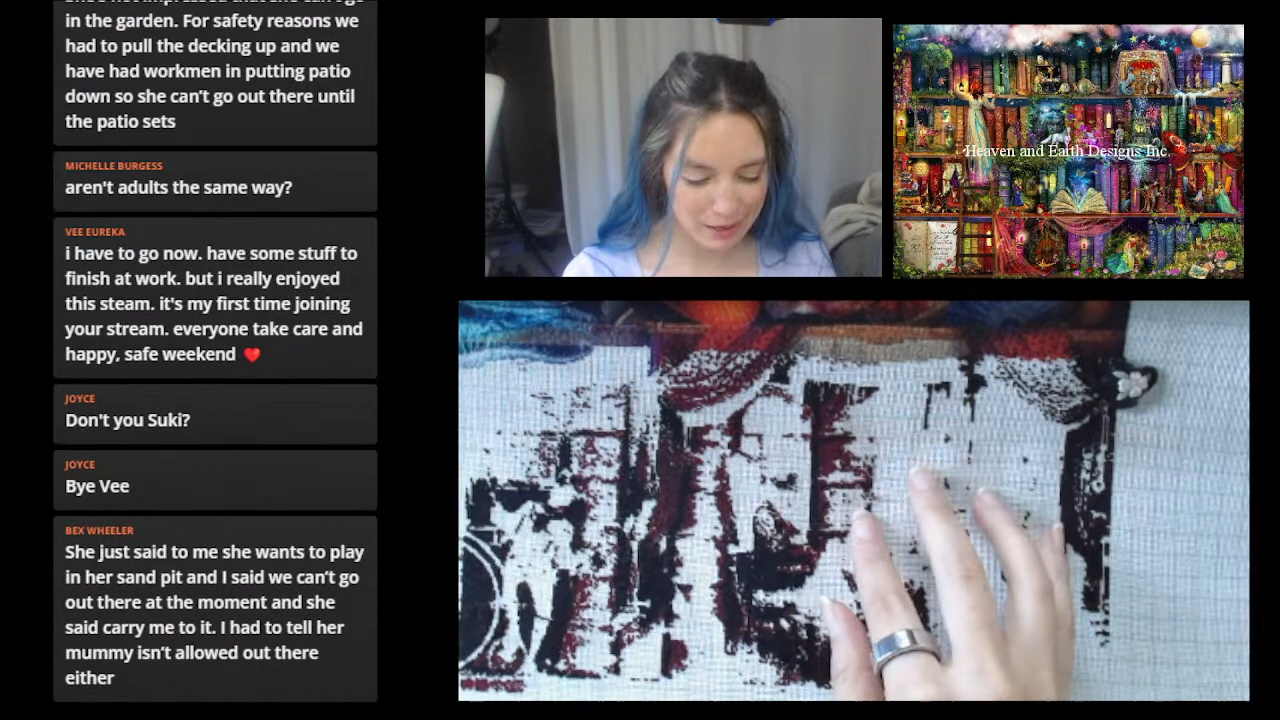 in the garden. For safety reasons we
had to pull the decking up and we
have had workmen in putting patio
down so she can’t go out there until
the patio sets
MICHELLE BURGESS
aren't adults the same way?
VEE EUREKA
i have to go now. have some stuff to
finish at work. but i really enjoyed
this steam. it's my first time joining
your stream. everyone take care and
happy, safe weekend ❤️
JOYCE
Don't you Suki?
JOYCE
Bye Vee
BEX WHEELER
She just said to me she wants to play
in her sand pit and I said we can’t go
out there at the moment and she
said carry me to it. I had to tell her
mummy isn’t allowed out there
either
Heaven and Earth Designs Inc.